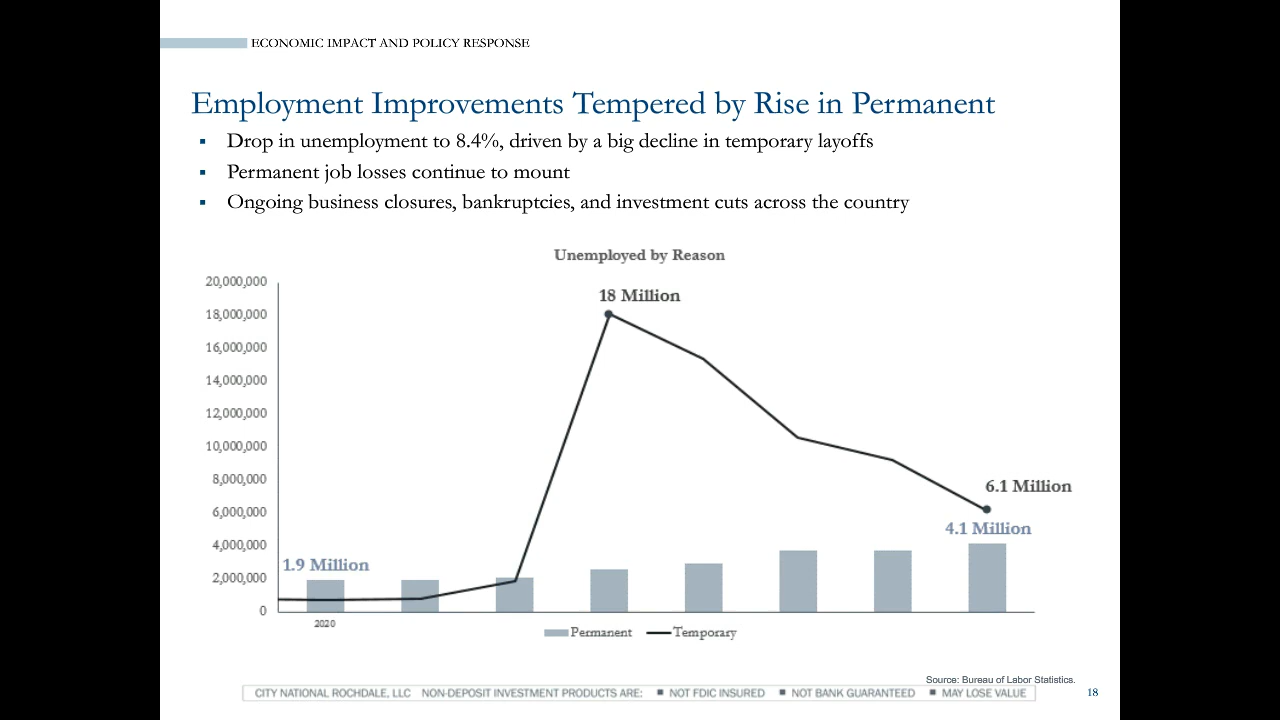 ECONOMIC IMPACT AND POLICY RESPONSE
Employment Improvements Tempered by Rise in Permanent
▪ Drop in unemployment to 8.4%, driven by a big decline in temporary layoffs
▪ Permanent job losses continue to mount
▪ Ongoing business closures, bankruptcies, and investment cuts across the country
Unemployed by Reason
20,000,000
18 Million
18,000,000
16,000,000
14,000,000
12,000,000
10,000,000
8,000,000
6.1 Million
6,000,000
4.1 Million
4,000,000
1.9 Million
2,000,000
0
2020
Permanent Temporary
Source: Bureau of Labor Statistics.
CITY NATIONAL ROCHDALE, LLC NON-DEPOSIT INVESTMENT PRODUCTS ARE: ■ NOT FDIC INSURED ■ NOT BANK GUARANTEED ■ MAY LOSE VALUE
18